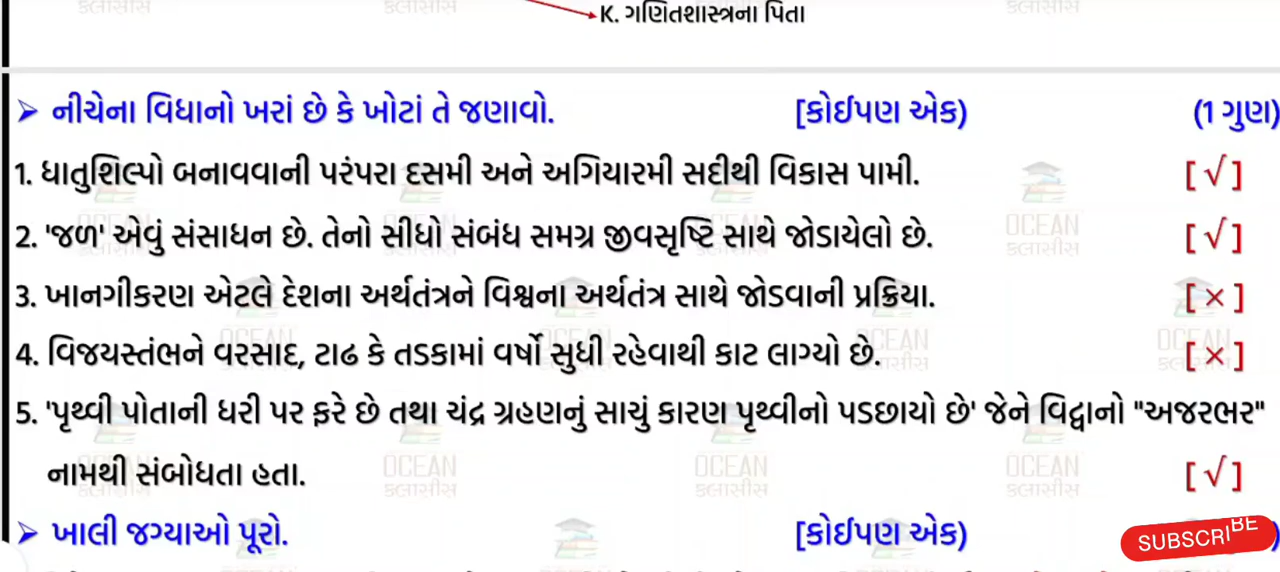 K. ગણિતશાસ્ત્રના પિતા
➢ નીચેના વિધાનો ખરાં છે કે ખોટાં તે જણાવો. [કોઈપણ એક) (1 ગુણ)
1. ધાતુશિલ્પો બનાવવાની પરંપરા દસમી અને અગિયારમી સદીથી વિકાસ પામી. [√]
2. 'જળ' એવું સંસાધન છે. તેનો સીધો સંબંધ સમગ્ર જીવસૃષ્ટિ સાથે જોડાયેલો છે. [√]
3. ખાનગીકરણ એટલે દેશના અર્થતંત્રને વિશ્વના અર્થતંત્ર સાથે જોડવાની પ્રક્રિયા. [×]
4. વિજયસ્તંભને વરસાદ, ટાઢ કે તડકામાં વર્ષો સુધી રહેવાથી કાટ લાગ્યો છે. [×]
5. 'પૃથ્વી પોતાની ધરી પર ફરે છે તથા ચંદ્ર ગ્રહણનું સાચું કારણ પૃથ્વીનો પડછાયો છે' જેને વિદ્વાનો "અજરભર"
નામથી સંબોધતા હતા. [√]
➢ ખાલી જગ્યાઓ પૂરો. [કોઈપણ એક)
SUBSCRIBE
OCEAN
ક્લાસીસ